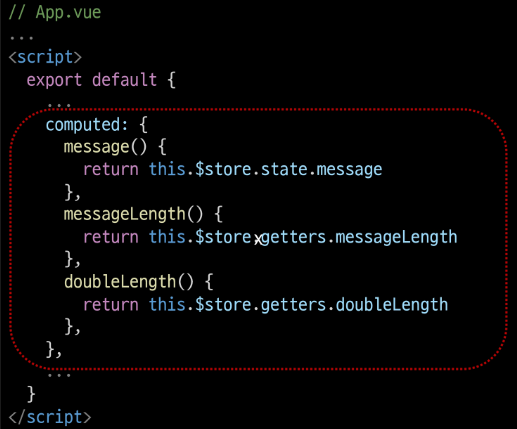 // App.vue
...
<script>
export default {
...
computed: {
message() {
return this.$store.state.message
},
messageLength() {
return this.$store.getters.messageLength
},
doubleLength() {
return this.$store.getters.doubleLength
},
},
...
}
</script>